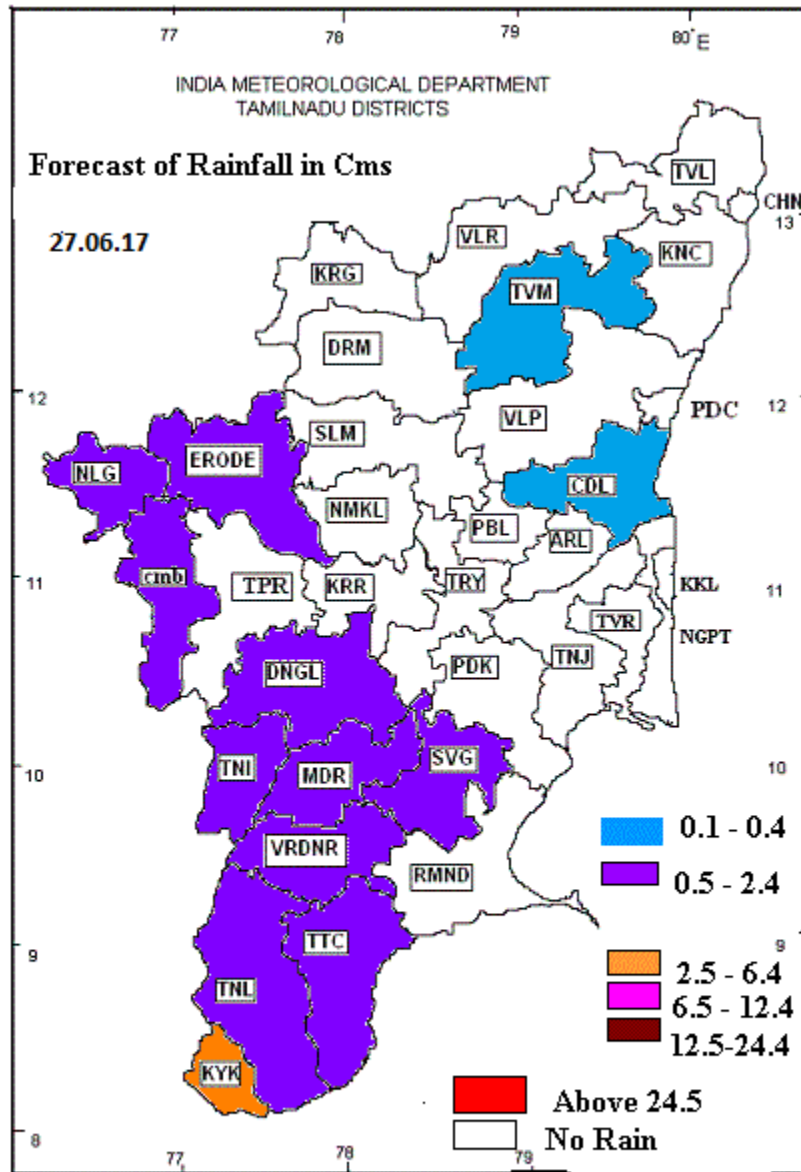 77 78 79 80°E
INDIA METEOROLOGICAL DEPARTMENT
TAMILNADU DISTRICTS
Forecast of Rainfall in Cms
27.06.17
TVL
CHN
13
VLR
KNC
KRG
TVM
DRM
12
12
PDC
VLP
SLM
ERODE
NLG
CDL
NMKL
PBL
ARL
11
cmb
TPR
KRR
TRY
KKL
11
TVR
NGPT
DNGL
PDK
TNJ
10
TNI
MDR
SVG
10
0.1 - 0.4
VRDNR
RMND
0.5 - 2.4
9
TTC
9
2.5 - 6.4
TNL
6.5 - 12.4
12.5-24.4
KYK
Above 24.5
8
No Rain
77 78 79